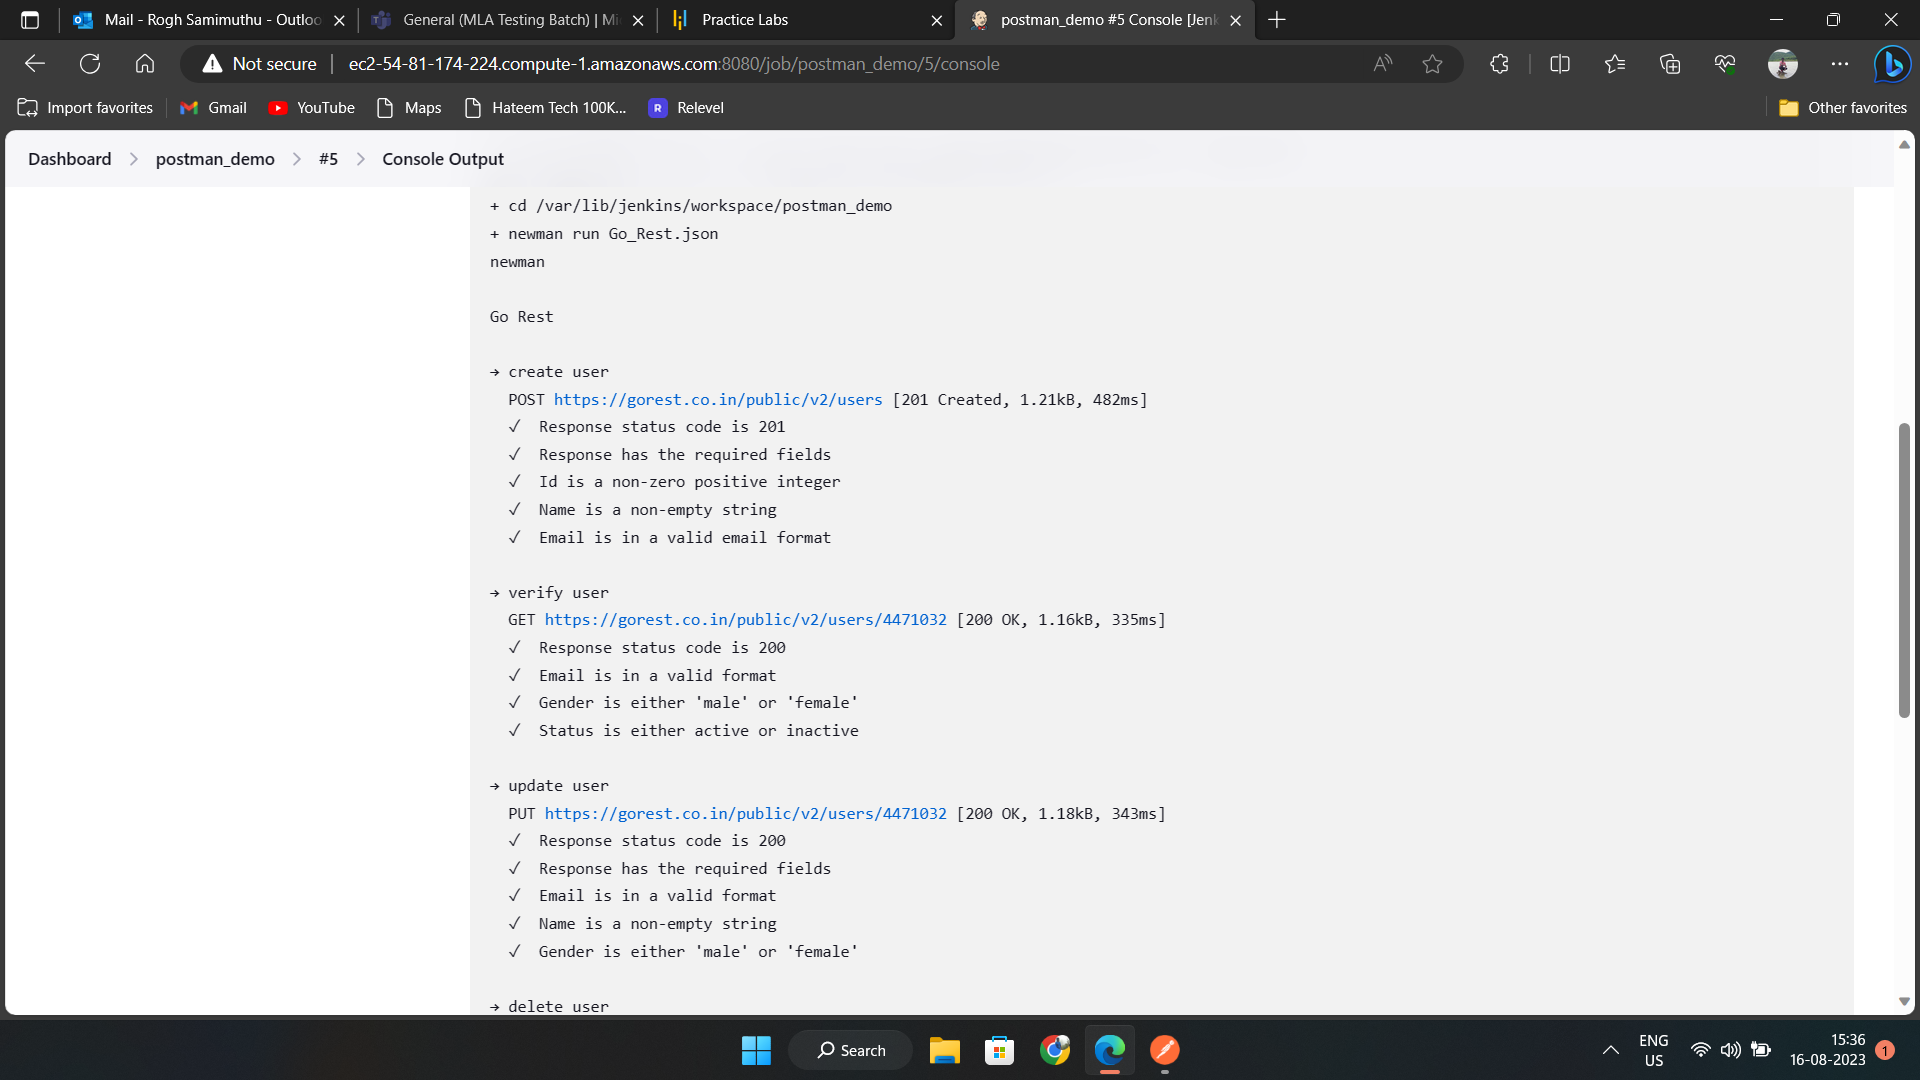 Mail - Rogh Samimuthu - Outloo
General (MLA Testing Batch) | Mi
Practice Labs
postman_demo #5 Console [Jenk
Not secure
ec2-54-81-174-224.compute-1.amazonaws.com:8080/job/postman_demo/5/console
Import favorites
Gmail
YouTube
Maps
Hateem Tech 100K...
R Relevel
Other favorites
Dashboard > postman_demo > #5 > Console Output
+ cd /var/lib/jenkins/workspace/postman_demo
+ newman run Go_Rest.json
newman
Go Rest
→ create user
POST https://gorest.co.in/public/v2/users [201 Created, 1.21kB, 482ms]
✓ Response status code is 201
✓ Response has the required fields
✓ Id is a non-zero positive integer
✓ Name is a non-empty string
✓ Email is in a valid email format
→ verify user
GET https://gorest.co.in/public/v2/users/4471032 [200 OK, 1.16kB, 335ms]
✓ Response status code is 200
✓ Email is in a valid format
✓ Gender is either 'male' or 'female'
✓ Status is either active or inactive
→ update user
PUT https://gorest.co.in/public/v2/users/4471032 [200 OK, 1.18kB, 343ms]
✓ Response status code is 200
✓ Response has the required fields
✓ Email is in a valid format
✓ Name is a non-empty string
✓ Gender is either 'male' or 'female'
→ delete user
Search
ENG
US
15:36
16-08-2023
1